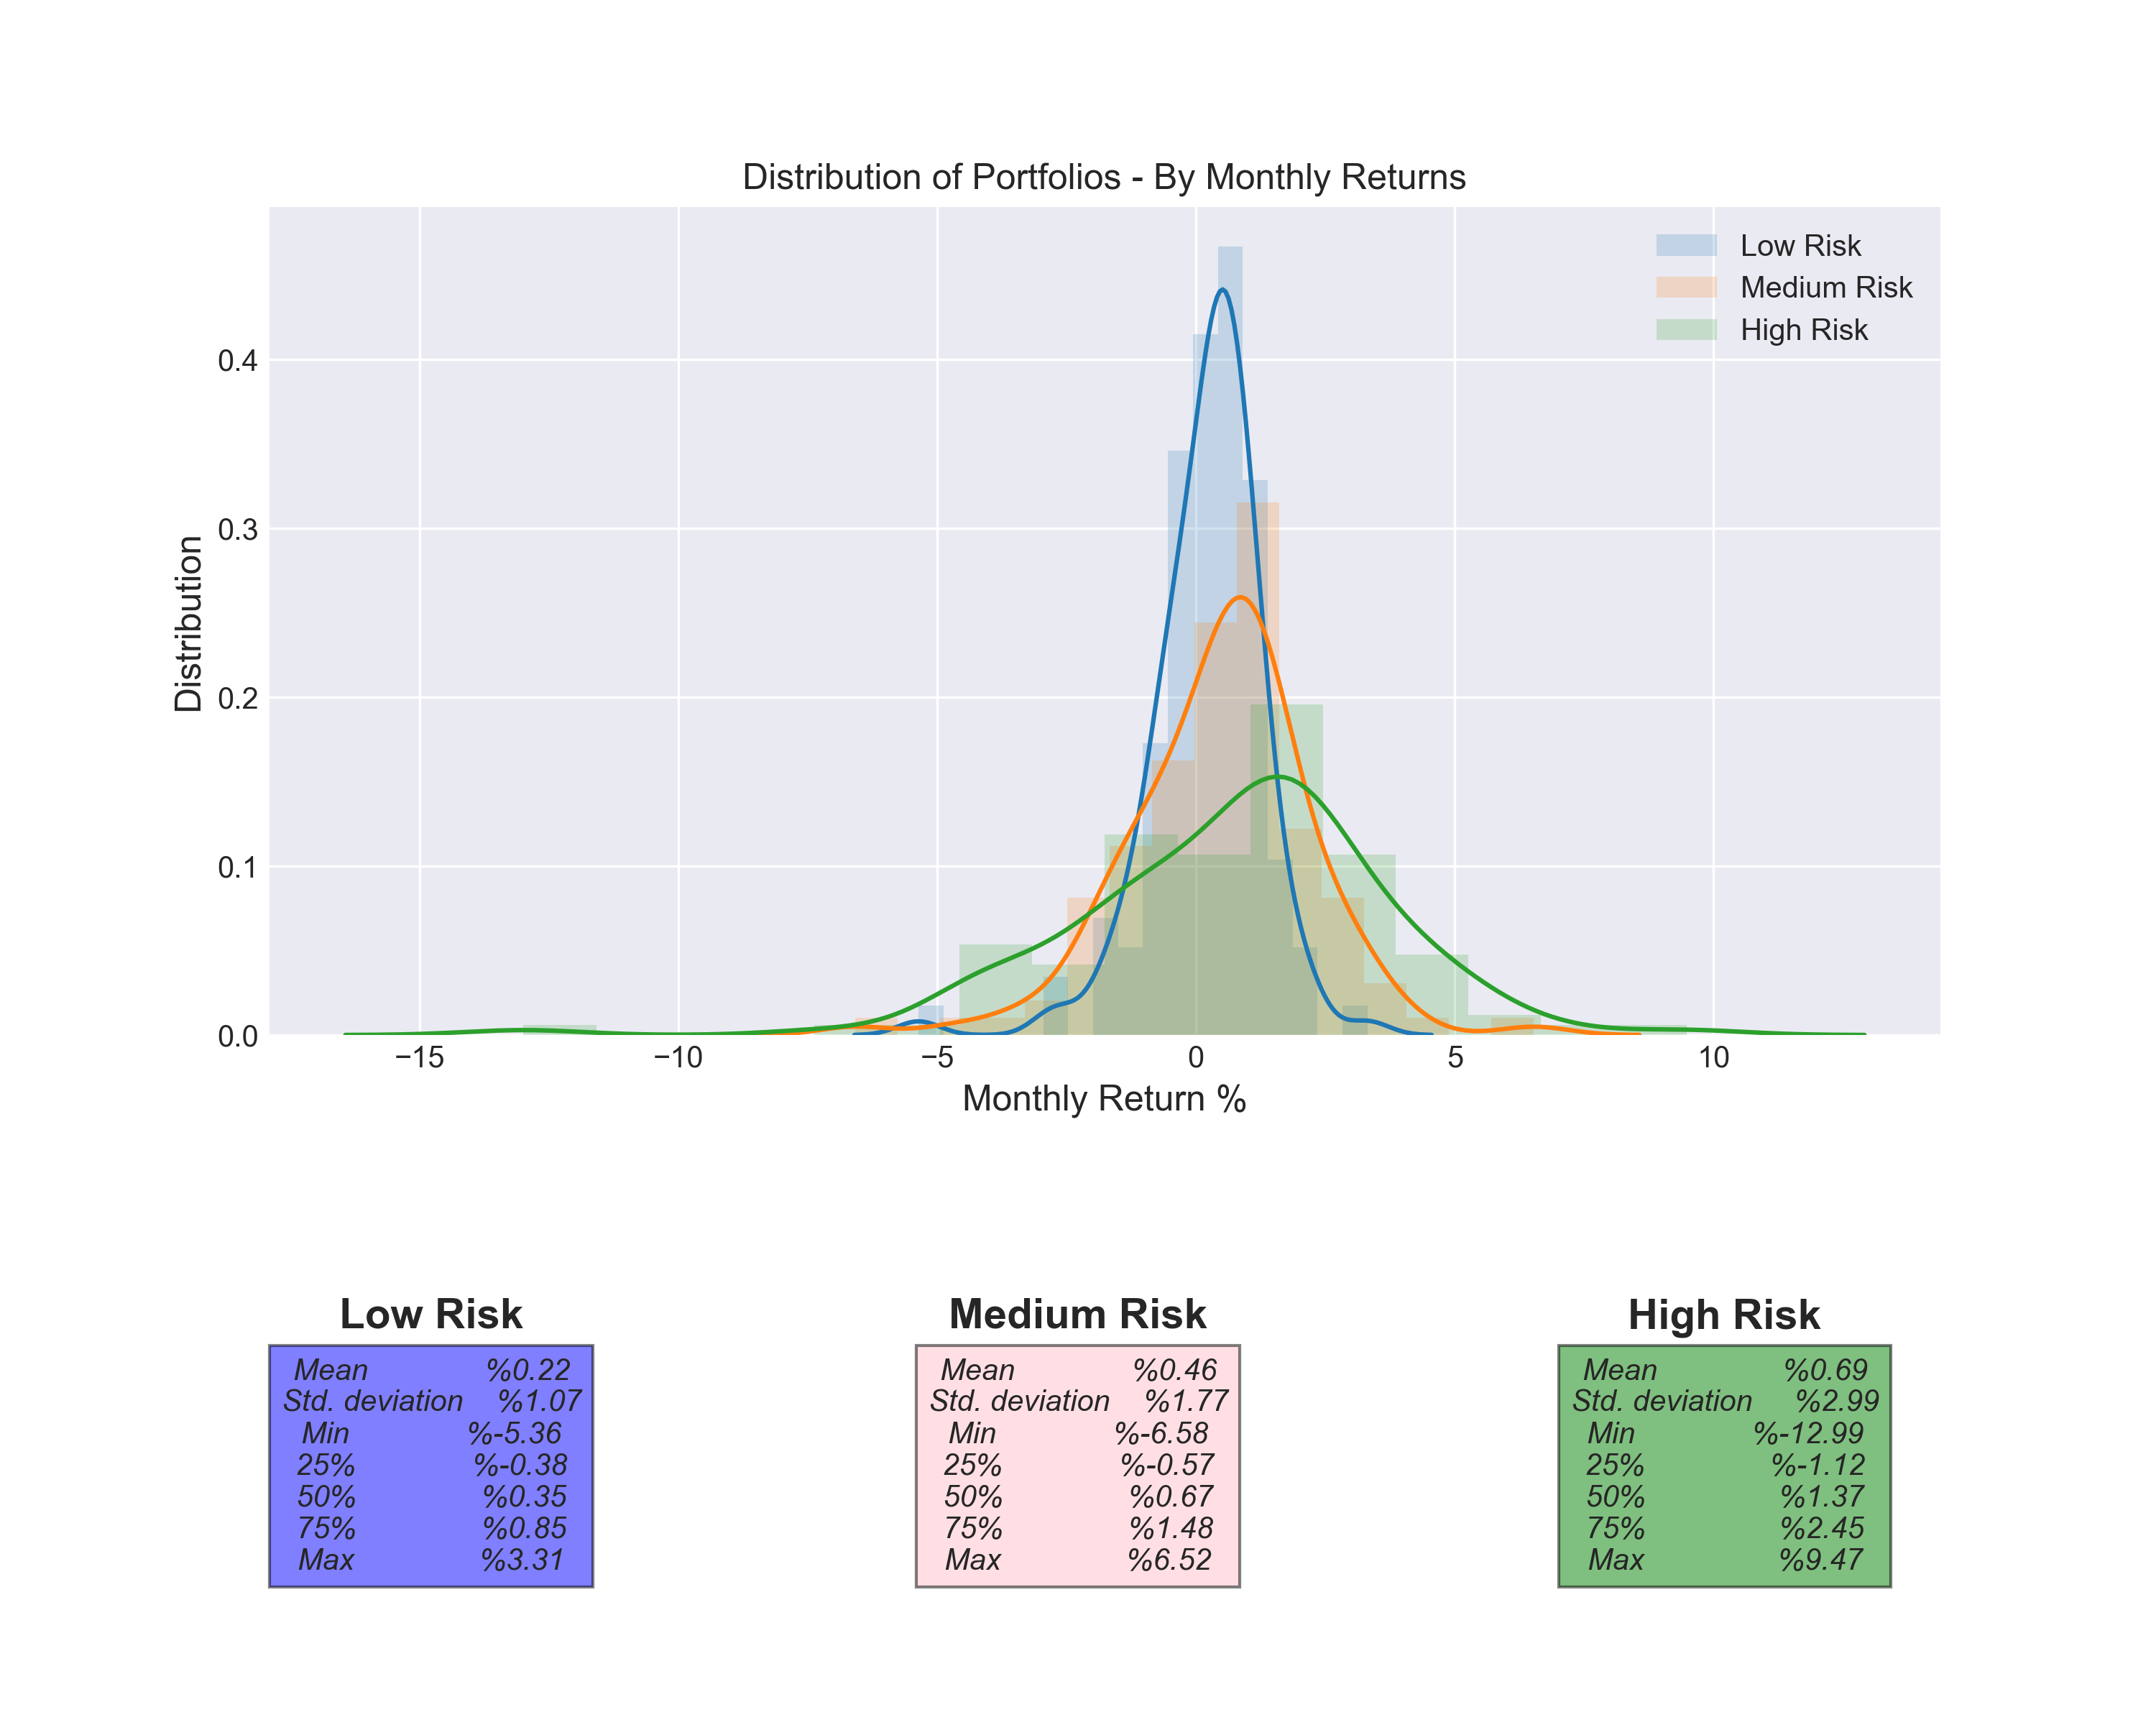 Distribution of Portfolios - By Monthly Returns
Low Risk
Medium Risk
High Risk
Distribution
0.4
0.3
0.2
0.1
0.0
−15 −10 −5 0 5 10
Monthly Return %
Low Risk
Mean %0.22
Std. deviation %1.07
Min %-5.36
25% %-0.38
50% %0.35
75% %0.85
Max %3.31
Medium Risk
Mean %0.46
Std. deviation %1.77
Min %-6.58
25% %-0.57
50% %0.67
75% %1.48
Max %6.52
High Risk
Mean %0.69
Std. deviation %2.99
Min %-12.99
25% %-1.12
50% %1.37
75% %2.45
Max %9.47